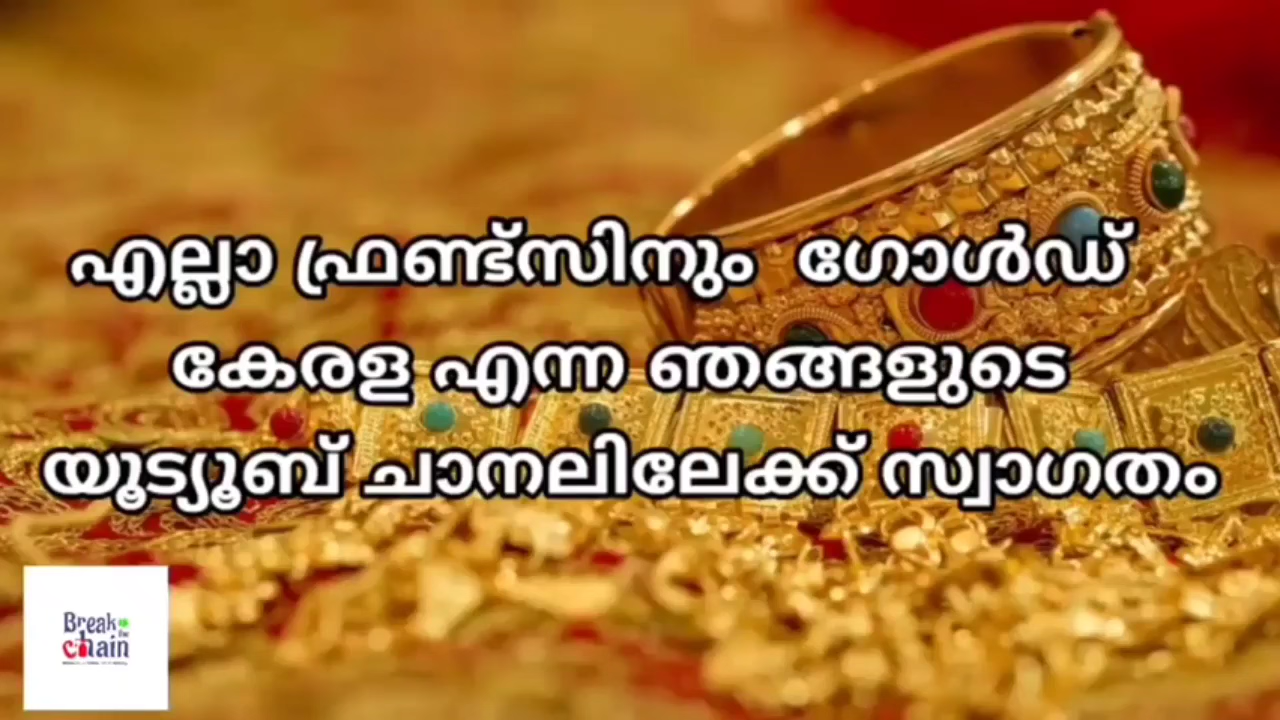 എല്ലാ ഫ്രണ്ട്സിനും ഗോൾഡ്
കേരള എന്ന ഞങ്ങളുടെ
യൂട്യൂബ് ചാനലിലേക്ക് സ്വാഗതം
Break the
chain